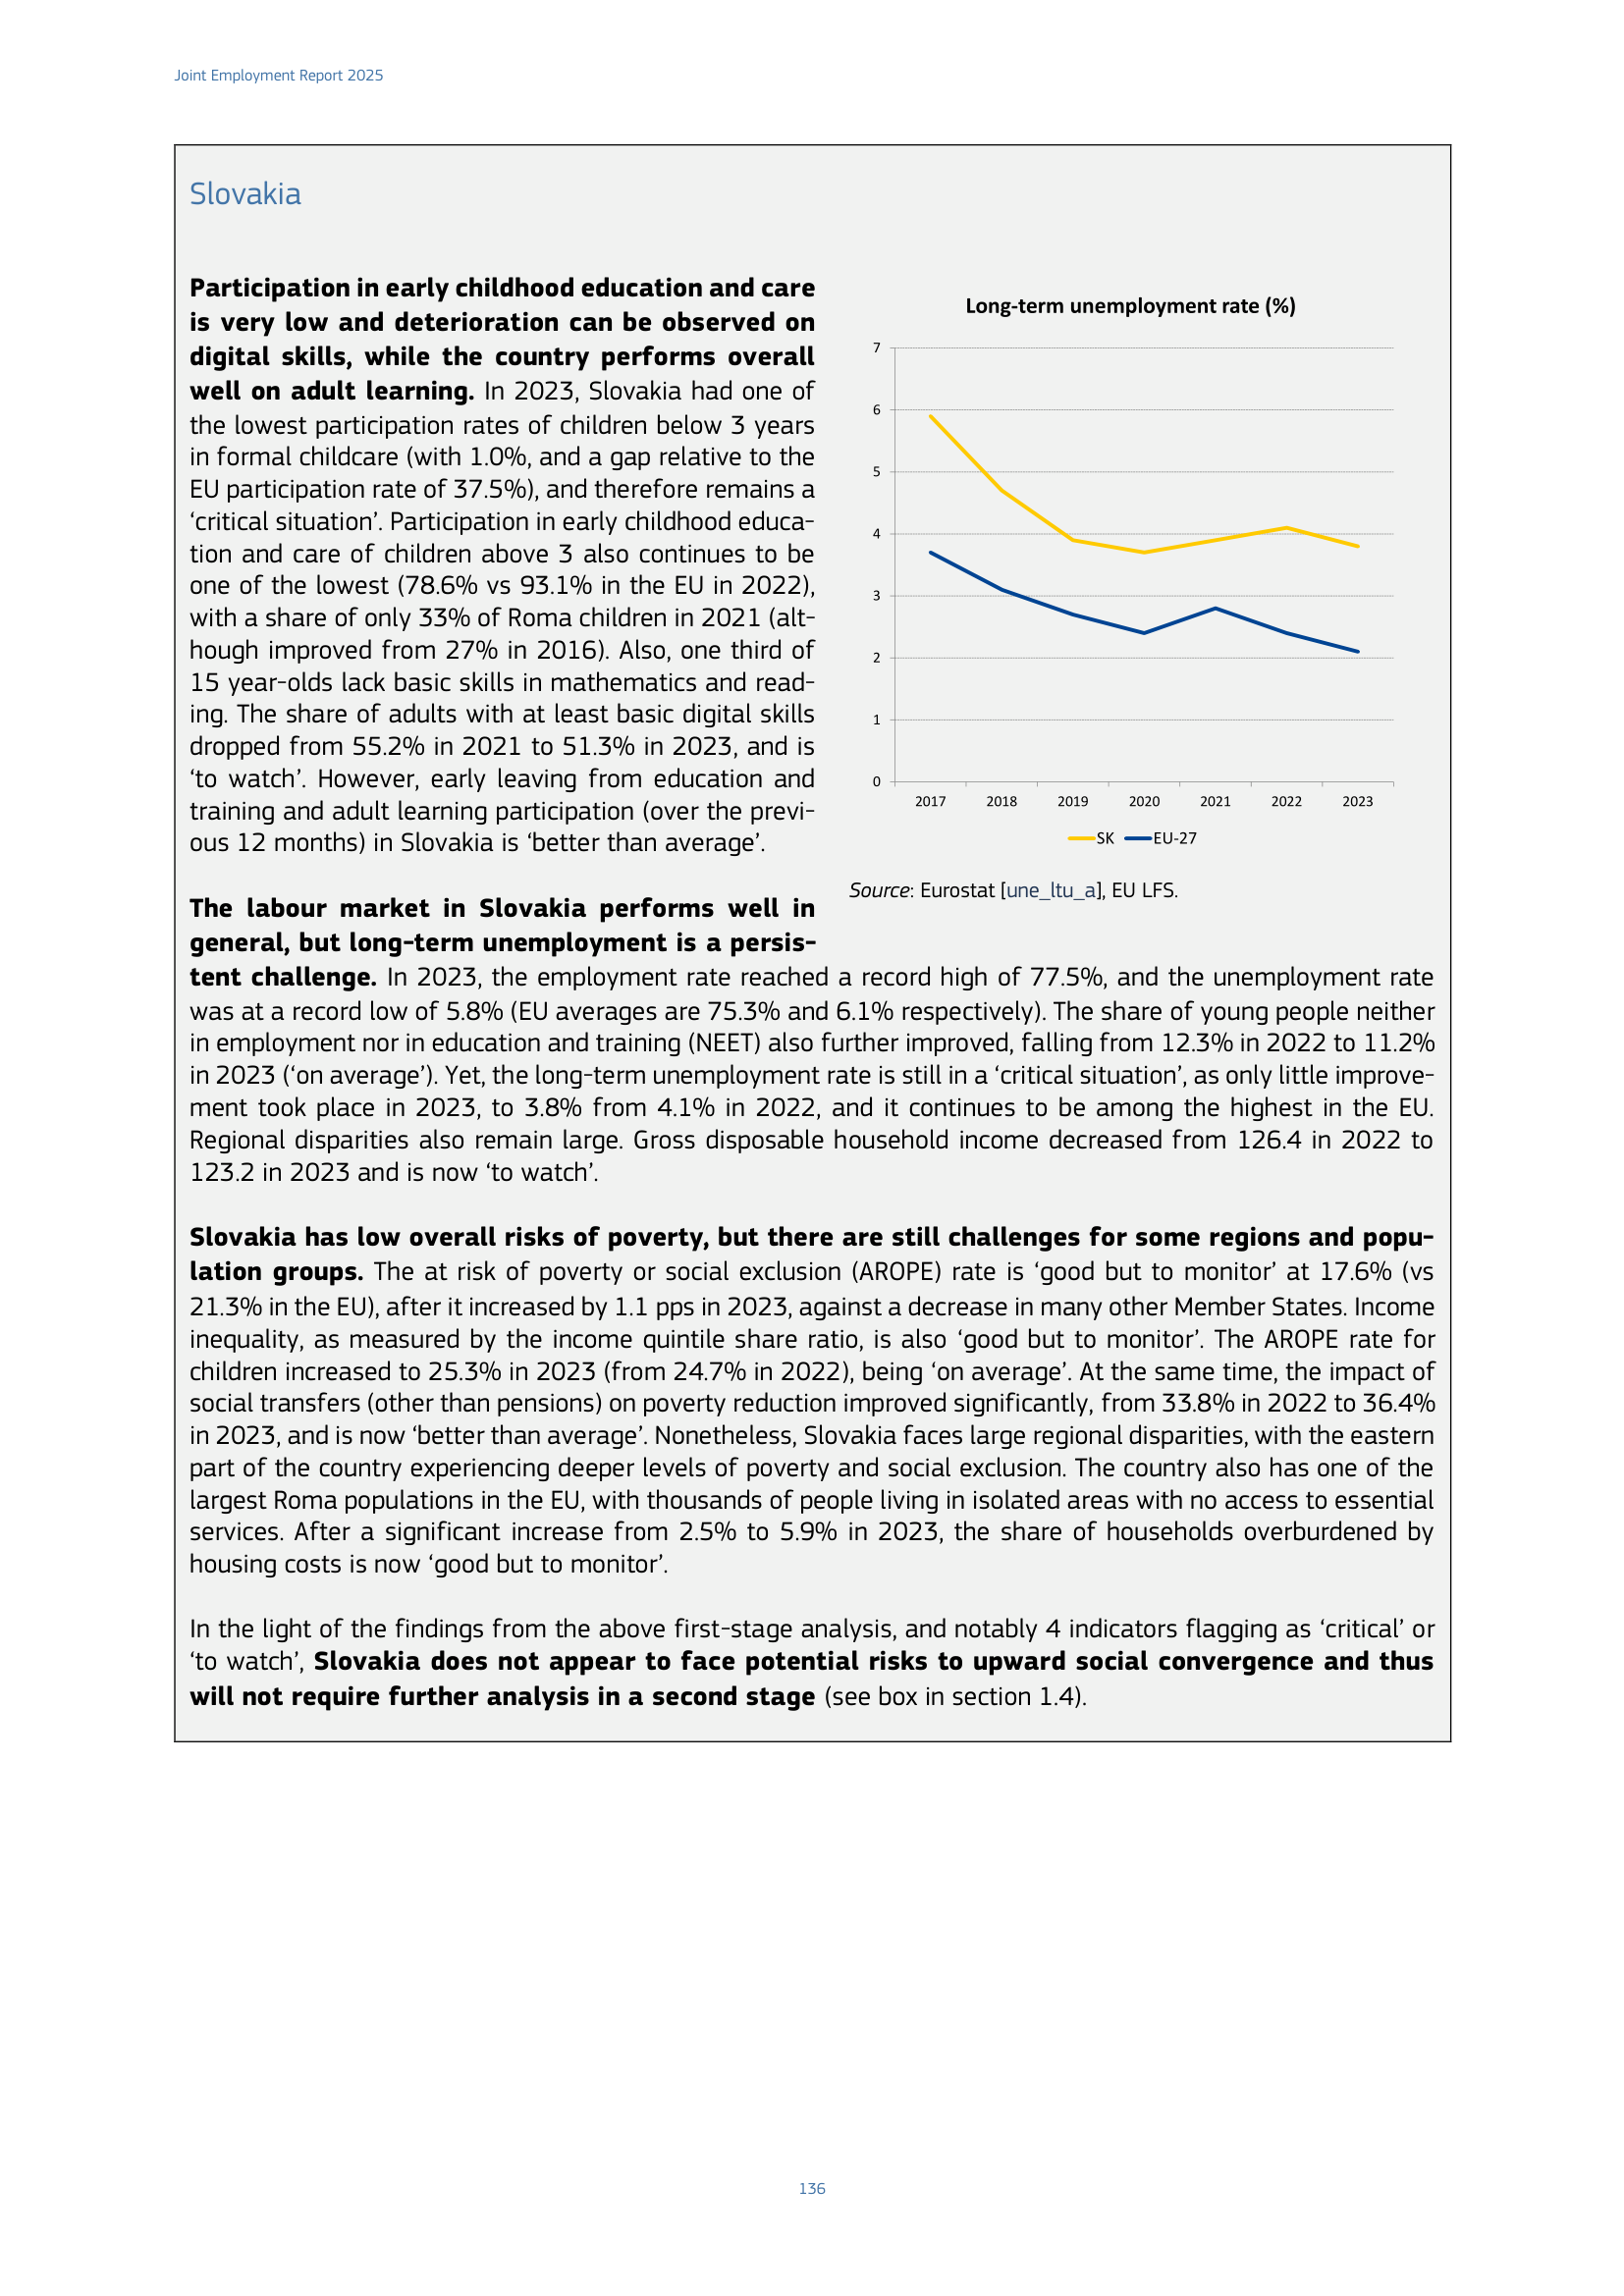 Joint Employment Report 2025
Slovakia
Participation in early childhood education and care
is very low and deterioration can be observed on
digital skills, while the country performs overall
well on adult learning. In 2023, Slovakia had one of
the lowest participation rates of children below 3 years
in formal childcare (with 1.0%, and a gap relative to the
EU participation rate of 37.5%), and therefore remains a
‘critical situation’. Participation in early childhood educa-
tion and care of children above 3 also continues to be
one of the lowest (78.6% vs 93.1% in the EU in 2022),
with a share of only 33% of Roma children in 2021 (alt-
hough improved from 27% in 2016). Also, one third of
15 year-olds lack basic skills in mathematics and read-
ing. The share of adults with at least basic digital skills
dropped from 55.2% in 2021 to 51.3% in 2023, and is
‘to watch’. However, early leaving from education and
training and adult learning participation (over the previ-
ous 12 months) in Slovakia is ‘better than average’.
Long-term unemployment rate (%)
7
6
5
4
3
2
1
0
2017 2018 2019 2020 2021 2022 2023
SK EU-27
Source: Eurostat [une_ltu_a], EU LFS.
The labour market in Slovakia performs well in
general, but long-term unemployment is a persis-
tent challenge. In 2023, the employment rate reached a record high of 77.5%, and the unemployment rate
was at a record low of 5.8% (EU averages are 75.3% and 6.1% respectively). The share of young people neither
in employment nor in education and training (NEET) also further improved, falling from 12.3% in 2022 to 11.2%
in 2023 (‘on average’). Yet, the long-term unemployment rate is still in a ‘critical situation’, as only little improve-
ment took place in 2023, to 3.8% from 4.1% in 2022, and it continues to be among the highest in the EU.
Regional disparities also remain large. Gross disposable household income decreased from 126.4 in 2022 to
123.2 in 2023 and is now ‘to watch’.
Slovakia has low overall risks of poverty, but there are still challenges for some regions and popu-
lation groups. The at risk of poverty or social exclusion (AROPE) rate is ‘good but to monitor’ at 17.6% (vs
21.3% in the EU), after it increased by 1.1 pps in 2023, against a decrease in many other Member States. Income
inequality, as measured by the income quintile share ratio, is also ‘good but to monitor’. The AROPE rate for
children increased to 25.3% in 2023 (from 24.7% in 2022), being ‘on average’. At the same time, the impact of
social transfers (other than pensions) on poverty reduction improved significantly, from 33.8% in 2022 to 36.4%
in 2023, and is now ‘better than average’. Nonetheless, Slovakia faces large regional disparities, with the eastern
part of the country experiencing deeper levels of poverty and social exclusion. The country also has one of the
largest Roma populations in the EU, with thousands of people living in isolated areas with no access to essential
services. After a significant increase from 2.5% to 5.9% in 2023, the share of households overburdened by
housing costs is now ‘good but to monitor’.
In the light of the findings from the above first-stage analysis, and notably 4 indicators flagging as ‘critical’ or
‘to watch’, Slovakia does not appear to face potential risks to upward social convergence and thus
will not require further analysis in a second stage (see box in section 1.4).
136